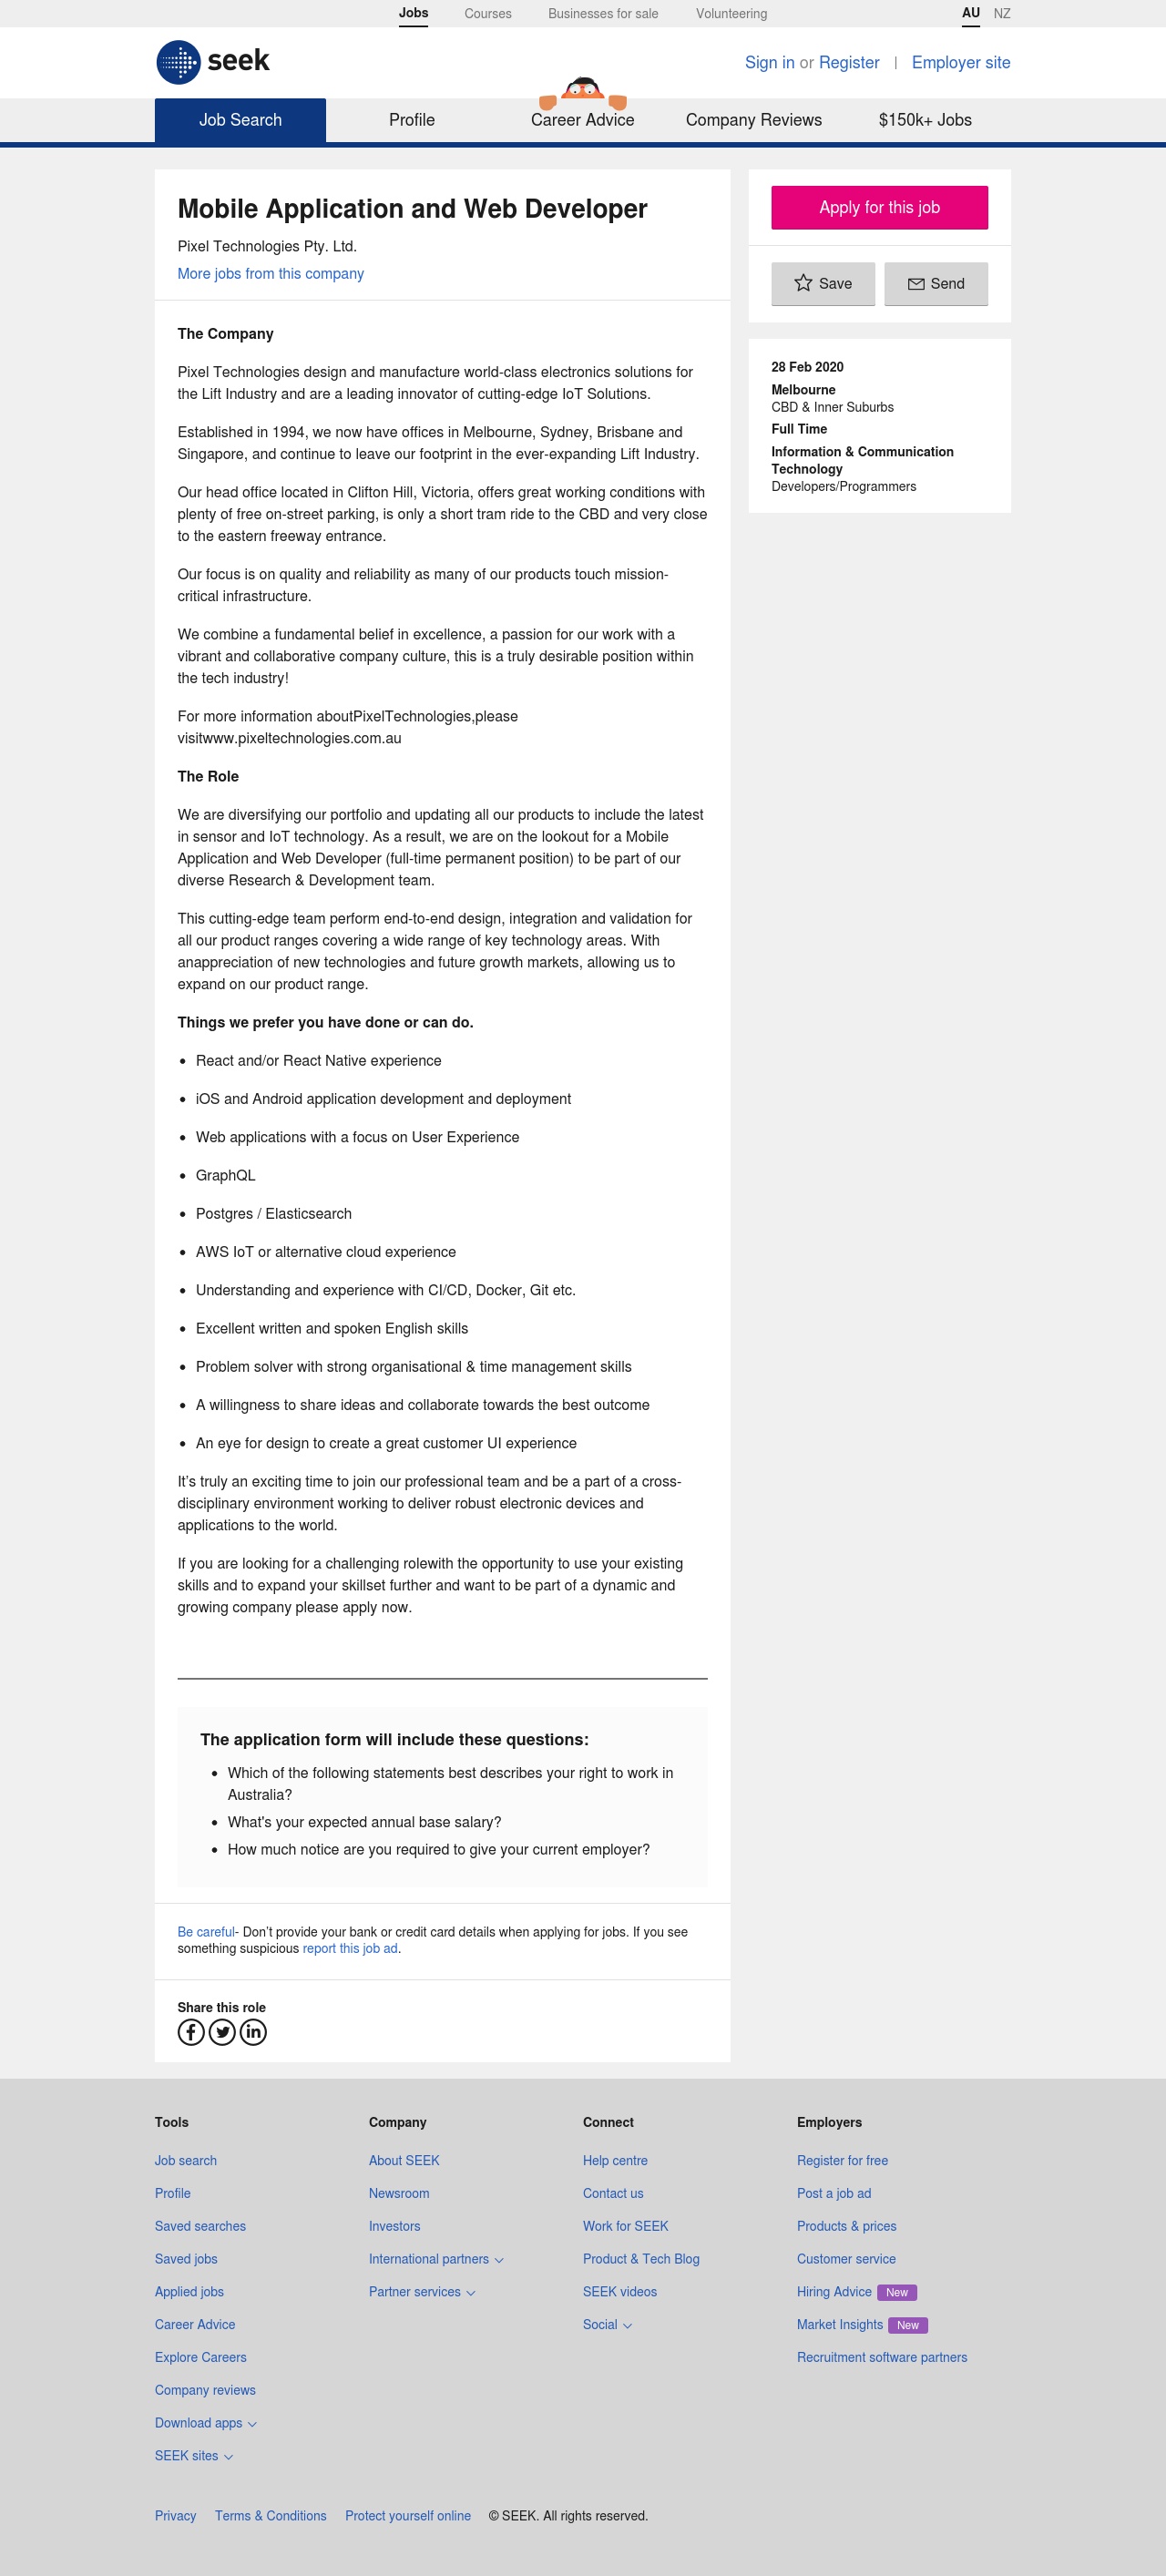 Jobs Courses Businesses for sale Volunteering AU NZ
seek
Sign in or Register | Employer site
Job Search Profile Career Advice Company Reviews $150k+ Jobs
Mobile Application and Web Developer
Pixel Technologies Pty. Ltd.
More jobs from this company
Apply for this job
Save Send
28 Feb 2020
Melbourne
CBD & Inner Suburbs
Full Time
Information & Communication
Technology
Developers/Programmers
The Company
Pixel Technologies design and manufacture world-class electronics solutions for
the Lift Industry and are a leading innovator of cutting-edge IoT Solutions.
Established in 1994, we now have offices in Melbourne, Sydney, Brisbane and
Singapore, and continue to leave our footprint in the ever-expanding Lift Industry.
Our head office located in Clifton Hill, Victoria, offers great working conditions with
plenty of free on-street parking, is only a short tram ride to the CBD and very close
to the eastern freeway entrance.
Our focus is on quality and reliability as many of our products touch mission-
critical infrastructure.
We combine a fundamental belief in excellence, a passion for our work with a
vibrant and collaborative company culture, this is a truly desirable position within
the tech industry!
For more information aboutPixelTechnologies,please
visitwww.pixeltechnologies.com.au
The Role
We are diversifying our portfolio and updating all our products to include the latest
in sensor and IoT technology. As a result, we are on the lookout for a Mobile
Application and Web Developer (full-time permanent position) to be part of our
diverse Research & Development team.
This cutting-edge team perform end-to-end design, integration and validation for
all our product ranges covering a wide range of key technology areas. With
anappreciation of new technologies and future growth markets, allowing us to
expand on our product range.
Things we prefer you have done or can do.
• React and/or React Native experience
• iOS and Android application development and deployment
• Web applications with a focus on User Experience
• GraphQL
• Postgres / Elasticsearch
• AWS IoT or alternative cloud experience
• Understanding and experience with CI/CD, Docker, Git etc.
• Excellent written and spoken English skills
• Problem solver with strong organisational & time management skills
• A willingness to share ideas and collaborate towards the best outcome
• An eye for design to create a great customer UI experience
It's truly an exciting time to join our professional team and be a part of a cross-
disciplinary environment working to deliver robust electronic devices and
applications to the world.
If you are looking for a challenging rolewith the opportunity to use your existing
skills and to expand your skillset further and want to be part of a dynamic and
growing company please apply now.
The application form will include these questions:
• Which of the following statements best describes your right to work in
Australia?
• What's your expected annual base salary?
• How much notice are you required to give your current employer?
Be careful- Don't provide your bank or credit card details when applying for jobs. If you see
something suspicious report this job ad.
Share this role
Tools
Job search
Profile
Saved searches
Saved jobs
Applied jobs
Career Advice
Explore Careers
Company reviews
Download apps
SEEK sites
Company
About SEEK
Newsroom
Investors
International partners
Partner services
Connect
Help centre
Contact us
Work for SEEK
Product & Tech Blog
SEEK videos
Social
Employers
Register for free
Post a job ad
Products & prices
Customer service
Hiring Advice New
Market Insights New
Recruitment software partners
Privacy Terms & Conditions Protect yourself online © SEEK. All rights reserved.